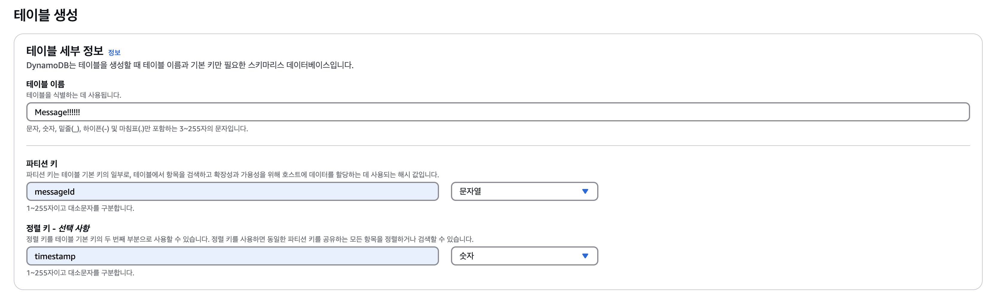 테이블 생성
테이블 세부 정보 정보
DynamoDB는 테이블을 생성할 때 테이블 이름과 기본 키만 필요한 스키마리스 데이터베이스입니다.
테이블 이름
테이블을 식별하는 데 사용됩니다.
Message!!!!!!
문자, 숫자, 밑줄(_), 하이픈(-) 및 마침표(.)만 포함하는 3~255자의 문자입니다.
파티션 키
파티션 키는 테이블 기본 키의 일부로, 테이블에서 항목을 검색하고 확장성과 가용성을 위해 호스트에 데이터를 할당하는 데 사용되는 해시 값입니다.
messageId 문자열
1~255자이고 대소문자를 구분합니다.
정렬 키 - 선택 사항
정렬 키를 테이블 기본 키의 두 번째 부분으로 사용할 수 있습니다. 정렬 키를 사용하면 동일한 파티션 키를 공유하는 모든 항목을 정렬하거나 검색할 수 있습니다.
timestamp 숫자
1~255자이고 대소문자를 구분합니다.